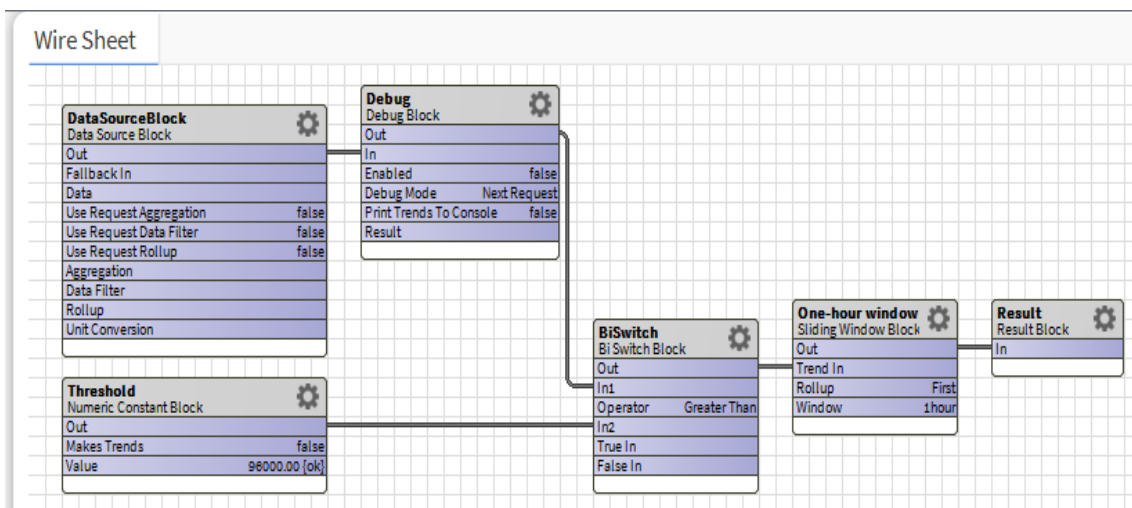 Wire Sheet
DataSourceBlock
Data Source Block
Out
Fallback In
Data
Use Request Aggregation false
Use Request Data Filter false
Use Request Rollup false
Aggregation
Data Filter
Rollup
Unit Conversion
Debug
Debug Block
Out
In
Enabled false
Debug Mode Next Request
Print Trends To Console false
Result
Threshold
Numeric Constant Block
Out
Makes Trends false
Value 96000.00 {ok}
BiSwitch
Bi Switch Block
Out
In1
Operator Greater Than
In2
True In
False In
One-hour window
Sliding Window Block
Out
Trend In
Rollup First
Window 1hour
Result
Result Block
In